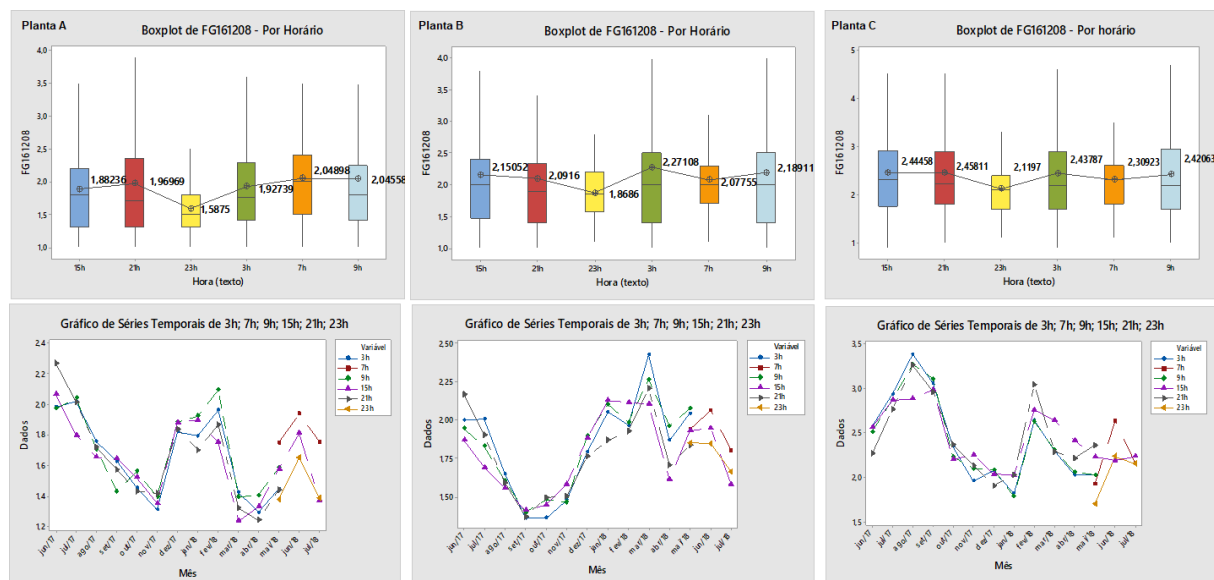 Planta A
Boxplot de FG161208 - Por Horário
4,0
3,5
3,0
2,5
2,0
1,5
1,0
FG161208
1,88236
1,96969
1,5875
1,92739
2,04898
2,04558
15h 21h 23h 3h 7h 9h
Hora (texto)
Planta B
Boxplot de FG161208 - Por Horário
4,0
3,5
3,0
2,5
2,0
1,5
1,0
FG161208
2,15052
2,0916
1,8686
2,27108
2,07755
2,18911
15h 21h 23h 3h 7h 9h
Hora (texto)
Planta C
Boxplot de FG161208 - Por horário
5
4
3
2
1
FG161208
2,44458
2,45811
2,1197
2,43787
2,30923
2,42063
15h 21h 23h 3h 7h 9h
Hora (texto)
Gráfico de Séries Temporais de 3h; 7h; 9h; 15h; 21h; 23h
2.4
2.2
2.0
1.8
1.6
1.4
1.2
Dados
Variável
3h
7h
9h
15h
21h
23h
jun/17 jul/17 ago/17 set/17 out/17 nov/17 dez/17 jan/18 fev/18 mar/18 abr/18 mai/18 jun/18 jul/18
Mês
Gráfico de Séries Temporais de 3h; 7h; 9h; 15h; 21h; 23h
2.50
2.25
2.00
1.75
1.50
Dados
Variável
3h
7h
9h
15h
21h
23h
jun/17 jul/17 ago/17 set/17 out/17 nov/17 dez/17 jan/18 fev/18 mar/18 abr/18 mai/18 jun/18 jul/18
Mês
Gráfico de Séries Temporais de 3h; 7h; 9h; 15h; 21h; 23h
3.5
3.0
2.5
2.0
1.5
Dados
Variável
3h
7h
9h
15h
21h
23h
jun/17 jul/17 ago/17 set/17 out/17 nov/17 dez/17 jan/18 fev/18 mar/18 abr/18 mai/18 jun/18 jul/18
Mês